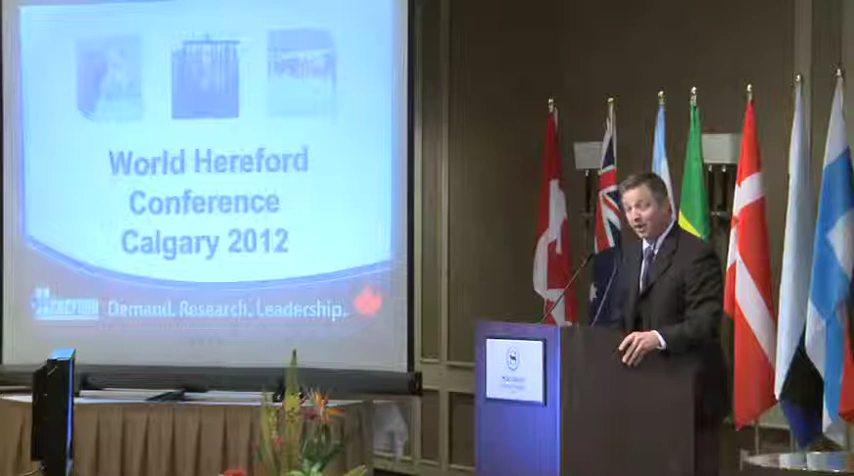 World Hereford
Conference
Calgary 2012
Demand. Research. Leadership.